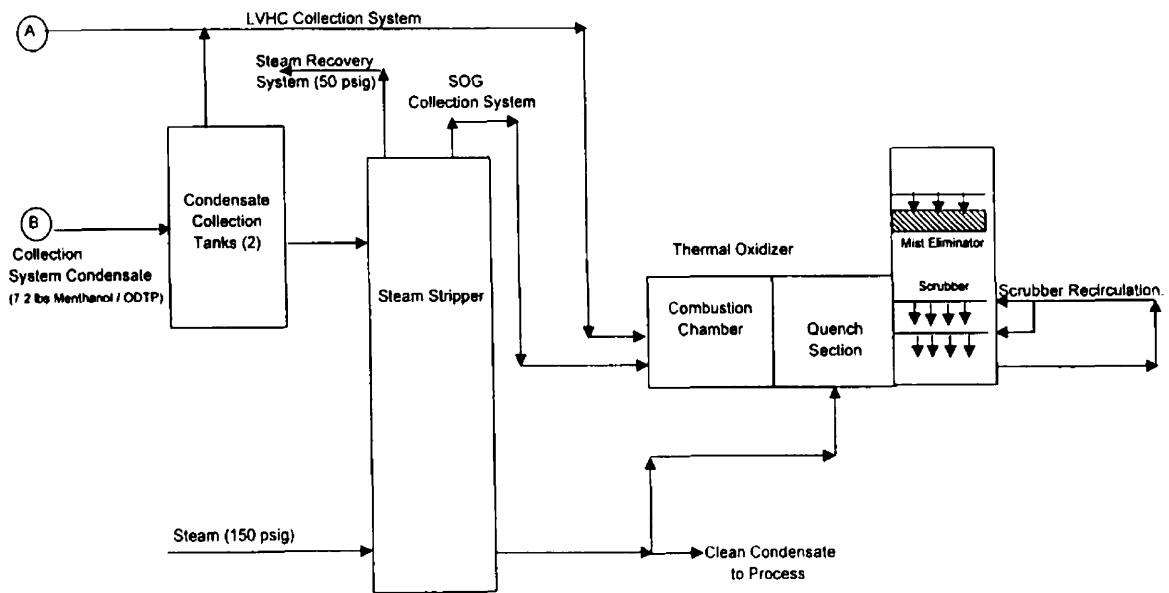 A
LVHC Collection System
Steam Recovery
System (50 psig)
SOG
Collection System
Condensate
Collection
Tanks (2)
B
Collection
System Condensate
(7 2 lbs Menthanol / ODTP)
Steam Stripper
Thermal Oxidizer
Combustion
Chamber
Quench
Section
Mist Eliminator
Scrubber
Scrubber Recirculation.
Steam (150 psig)
Clean Condensate
to Process